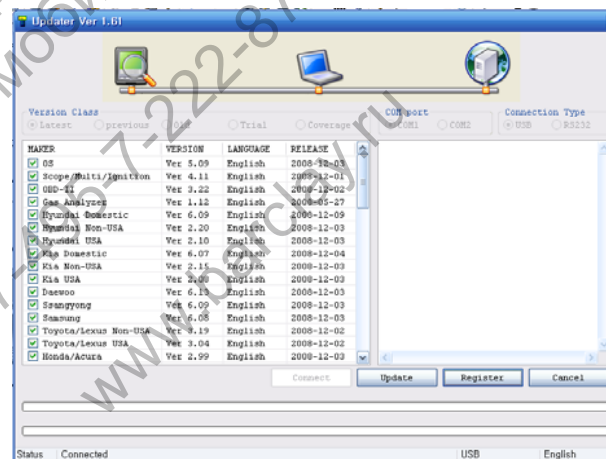 Updater Ver 1.61
Version Class
Latest previous Old Trial Coverage
COM port
COM1 COM2
Connection Type
USB RS232
MAKER VERSION LANGUAGE RELEASE
OS Ver 5.09 English 2008-12-03
Scope/Multi/Ignition Ver 4.11 English 2008-12-01
OBD-II Ver 3.22 English 2008-12-02
Gas Analyzer Ver 1.12 English 2008-05-27
Hyundai Domestic Ver 6.09 English 2008-12-09
Hyundai Non-USA Ver 2.20 English 2008-12-03
Hyundai USA Ver 2.10 English 2008-12-03
Kia Domestic Ver 6.07 English 2008-12-04
Kia Non-USA Ver 2.15 English 2008-12-03
Kia USA Ver English 2008-12-03
Daewoo Ver 6.13 English 2008-12-03
Ssangyong Ver 6.09 English 2008-12-03
Samsung Ver 6.08 English 2008-12-03
Toyota/Lexus Non-USA Ver 3.19 English 2008-12-02
Toyota/Lexus USA Ver 3.04 English 2008-12-02
Honda/Acura Ver 2.99 English 2008-12-03
Connect Update Register Cancel
Status Connected USB English
www.barclay.ru